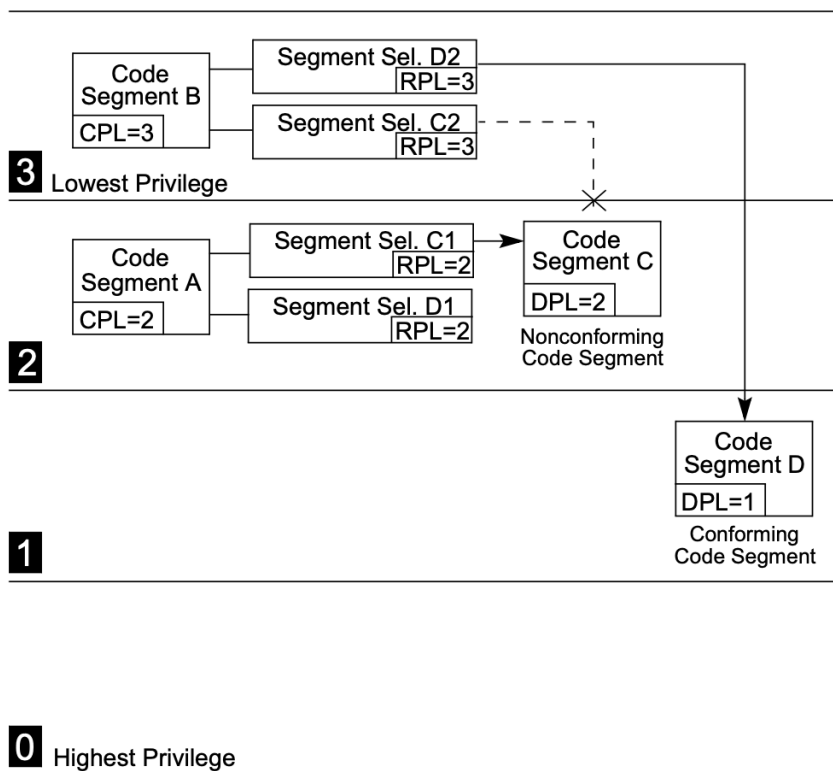 Code
Segment B
CPL=3
Segment Sel. D2
RPL=3
Segment Sel. C2
RPL=3
3 Lowest Privilege
Code
Segment A
CPL=2
Segment Sel. C1
RPL=2
Segment Sel. D1
RPL=2
Code
Segment C
DPL=2
Nonconforming
Code Segment
2
Code
Segment D
DPL=1
Conforming
Code Segment
1
0 Highest Privilege